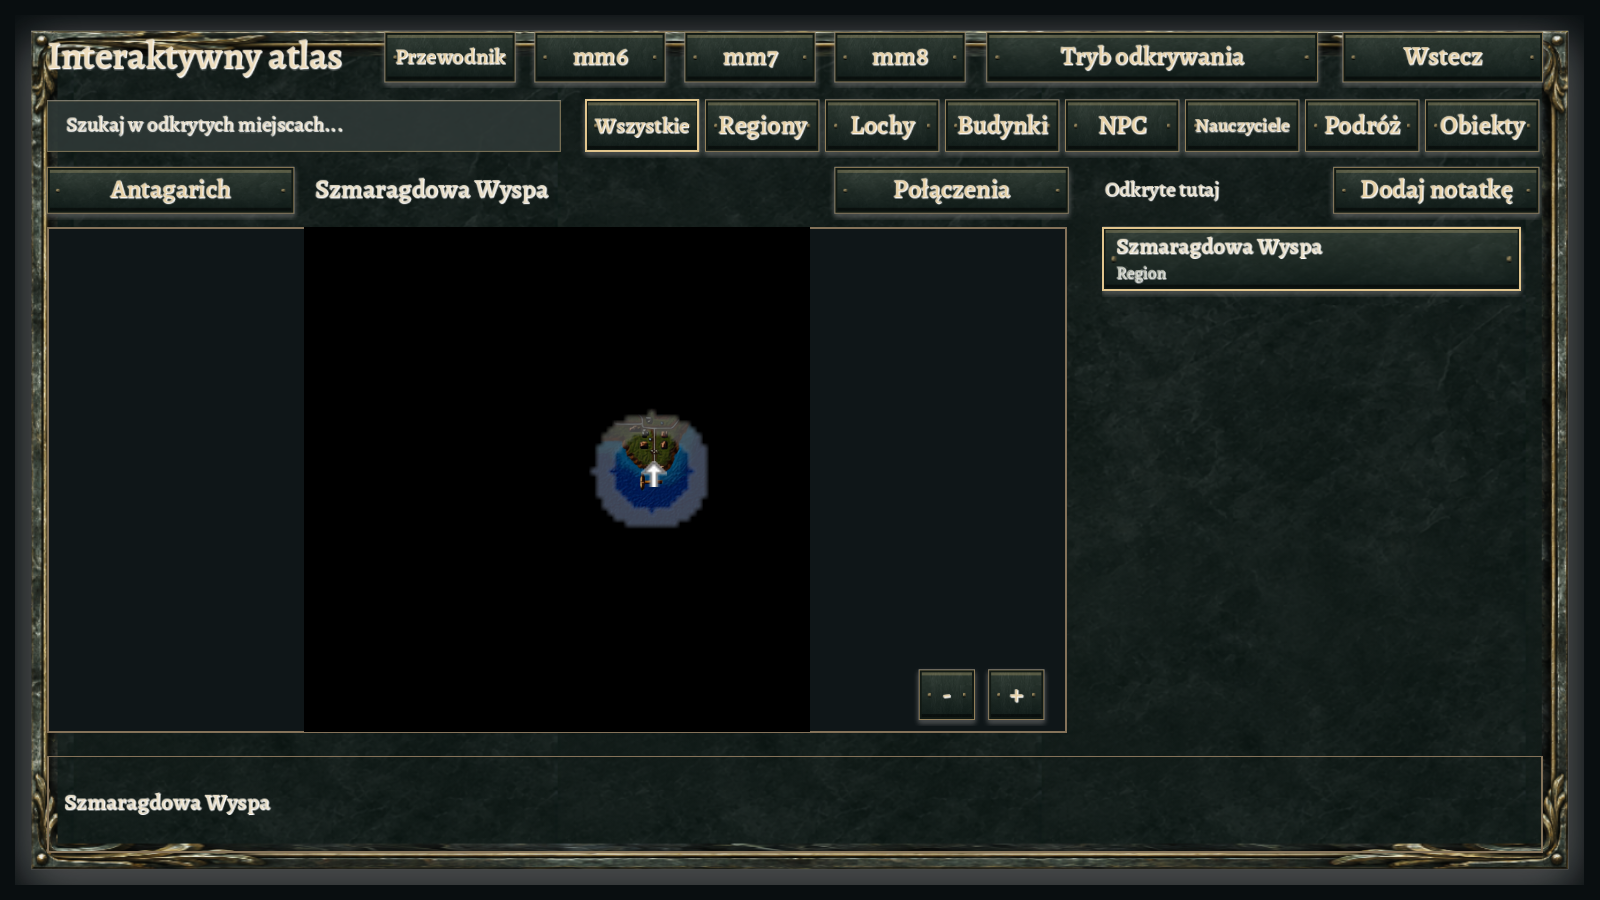 Interaktywny atlas
Przewodnik
mm6
mm7
mm8
Tryb odkrywania
Wstecz
Szukaj w odkrytych miejscach...
Wszystkie
Regiony
Lochy
Budynki
NPC
Nauczyciele
Podróż
Obiekty
Antagarich
Szmaragdowa Wyspa
Połączenia
Odkryte tutaj
Dodaj notatkę
Szmaragdowa Wyspa
Region
-
+
Szmaragdowa Wyspa